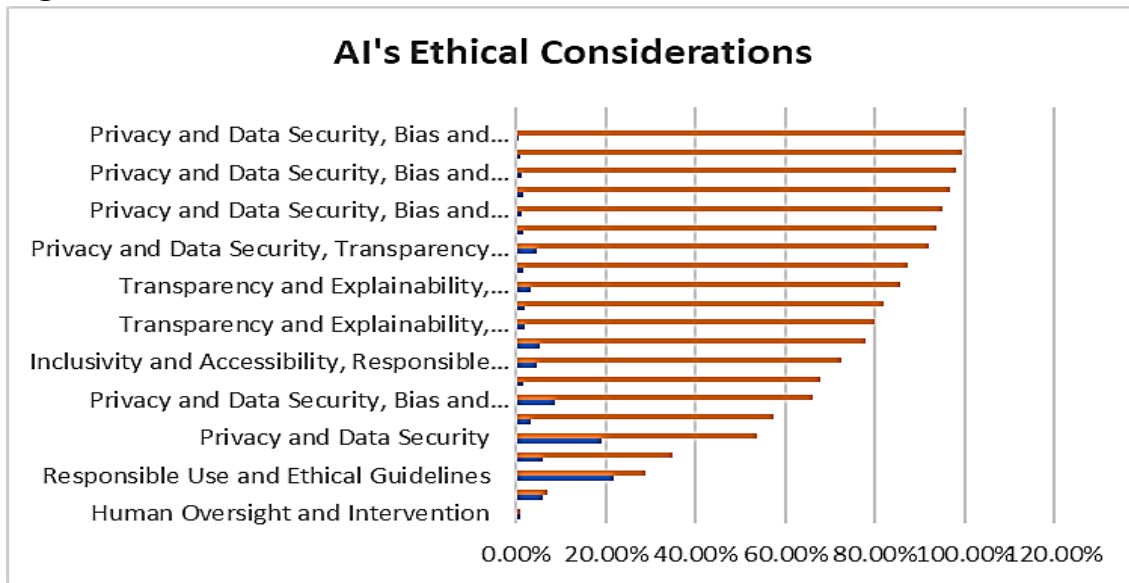 AI's Ethical Considerations
Privacy and Data Security, Bias and...
Privacy and Data Security, Bias and...
Privacy and Data Security, Bias and...
Privacy and Data Security, Transparency...
Transparency and Explainability,...
Transparency and Explainability,...
Inclusivity and Accessibility, Responsible...
Privacy and Data Security, Bias and...
Privacy and Data Security
Responsible Use and Ethical Guidelines
Human Oversight and Intervention
0.00% 20.00% 40.00% 60.00% 80.00% 100.00% 120.00%